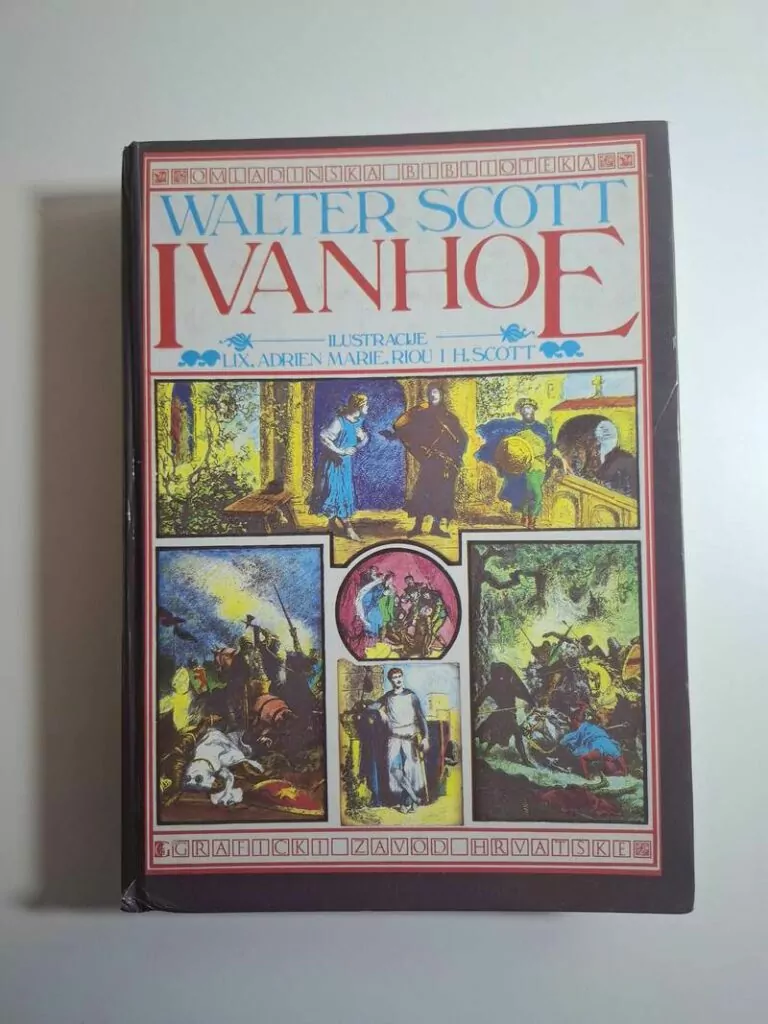 OMLADINSKA BIBLIOTEKA
WALTER SCOTT
IVANHOE
ILUSTRACIJE
LIX, ADRIEN MARIE, RIOU I H. SCOTT
GRAFIČKI ZAVOD HRVATSKE